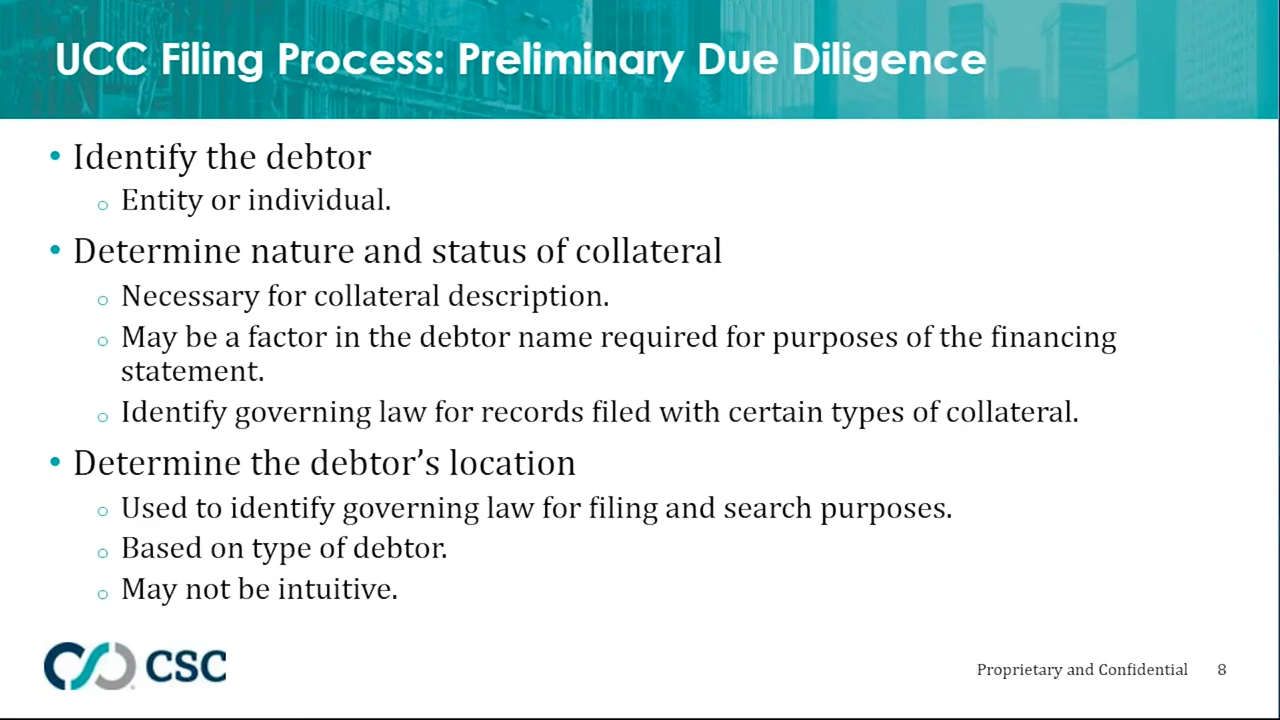 UCC Filing Process: Preliminary Due Diligence
• Identify the debtor
o Entity or individual.
• Determine nature and status of collateral
o Necessary for collateral description.
o May be a factor in the debtor name required for purposes of the financing
statement.
o Identify governing law for records filed with certain types of collateral.
• Determine the debtor’s location
o Used to identify governing law for filing and search purposes.
o Based on type of debtor.
o May not be intuitive.
CSC
Proprietary and Confidential 8